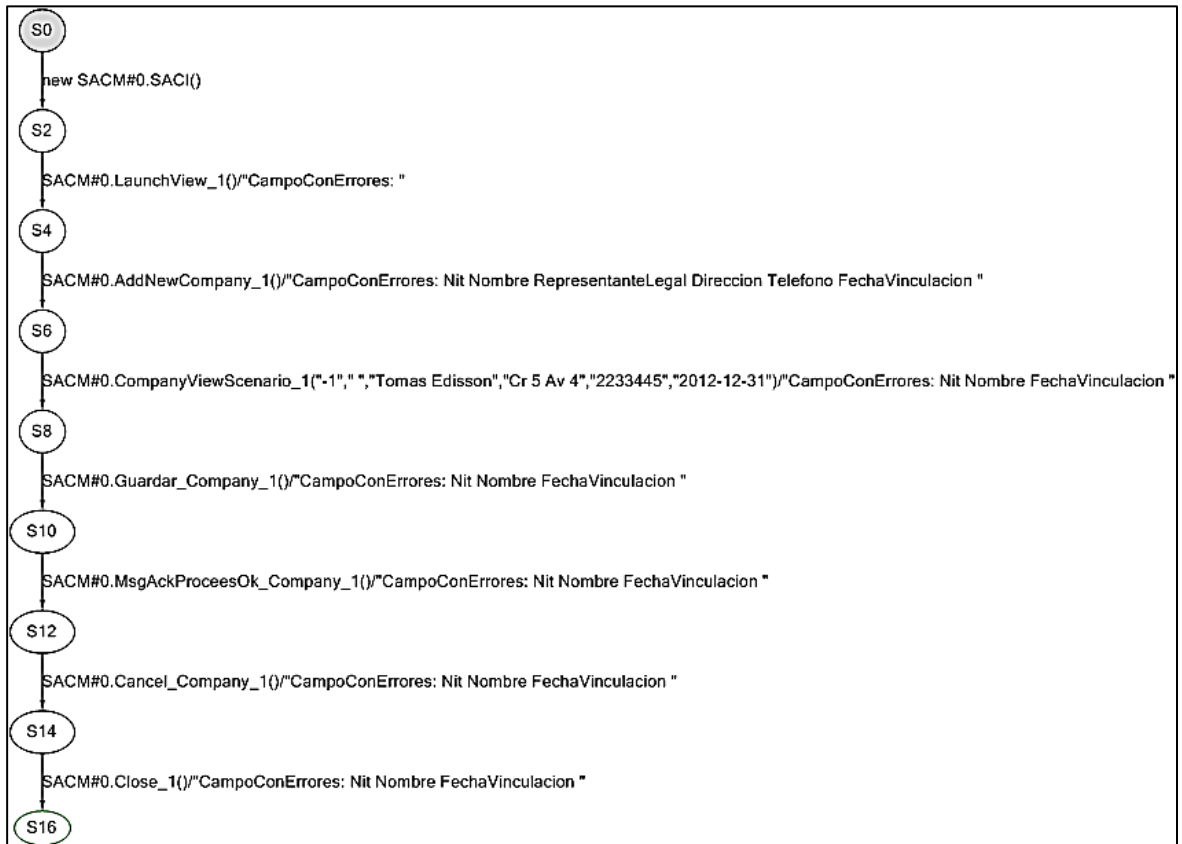 S0
new SACM#0.SACI()
S2
SACM#0.LaunchView_1()/"CampoConErrores: "
S4
SACM#0.AddNewCompany_1()/"CampoConErrores: Nit Nombre RepresentanteLegal Direccion Telefono FechaVinculacion "
S6
SACM#0.CompanyViewScenario_1("-1"," ","Tomas Edisson","Cr 5 Av 4","2233445","2012-12-31")/"CampoConErrores: Nit Nombre FechaVinculacion "
S8
SACM#0.Guardar_Company_1()/"CampoConErrores: Nit Nombre FechaVinculacion "
S10
SACM#0.MsgAckProceesOk_Company_1()/"CampoConErrores: Nit Nombre FechaVinculacion "
S12
SACM#0.Cancel_Company_1()/"CampoConErrores: Nit Nombre FechaVinculacion "
S14
SACM#0.Close_1()/"CampoConErrores: Nit Nombre FechaVinculacion "
S16